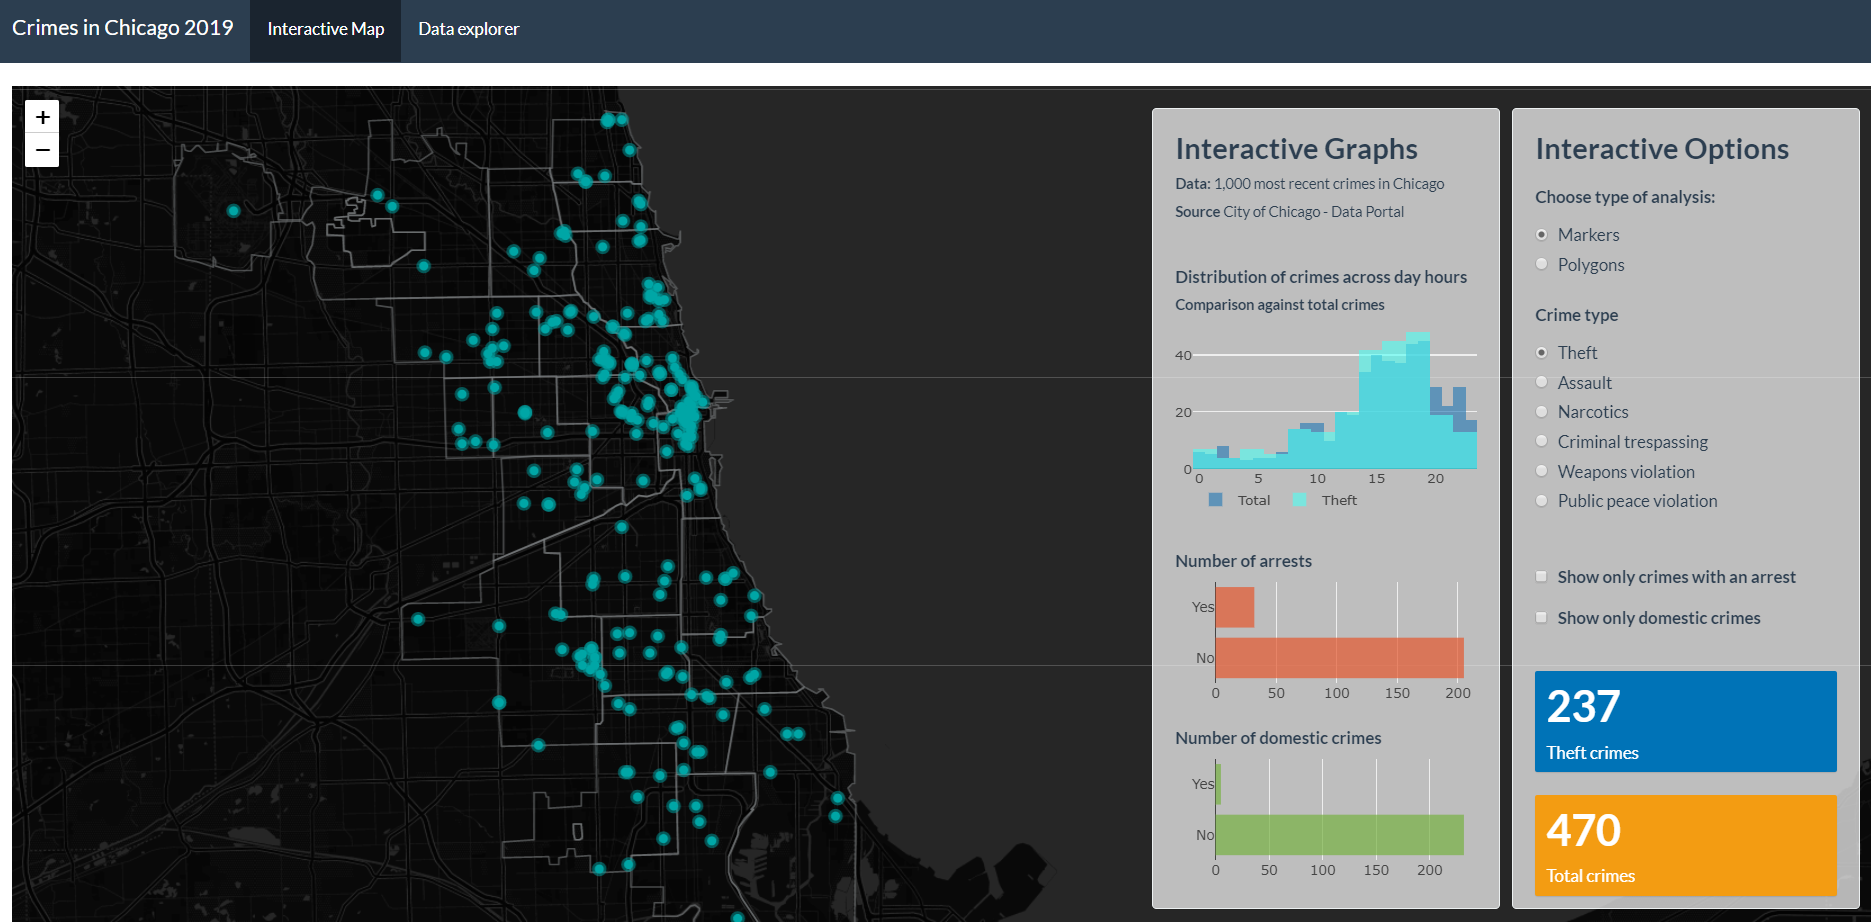 Crimes in Chicago 2019 Interactive Map Data explorer
+
−
Interactive Graphs
Data: 1,000 most recent crimes in Chicago
Source City of Chicago - Data Portal
Distribution of crimes across day hours
Comparison against total crimes
40
20
0
0 5 10 15 20
Total Theft
Number of arrests
Yes
No
0 50 100 150 200
Number of domestic crimes
Yes
No
0 50 100 150 200
Interactive Options
Choose type of analysis:
Markers
Polygons
Crime type
Theft
Assault
Narcotics
Criminal trespassing
Weapons violation
Public peace violation
Show only crimes with an arrest
Show only domestic crimes
237
Theft crimes
470
Total crimes